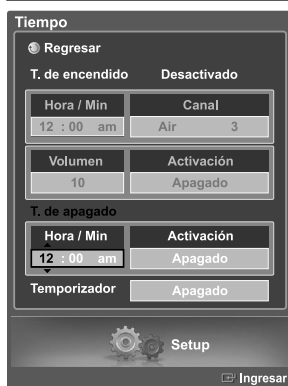 Tiempo
Regresar
T. de encendido Desactivado
Hora / Min Canal
12 : 00 am Air 3
Volumen Activación
10 Apagado
T. de apagado
Hora / Min Activación
12 : 00 am Apagado
Temporizador Apagado
Setup
Ingresar